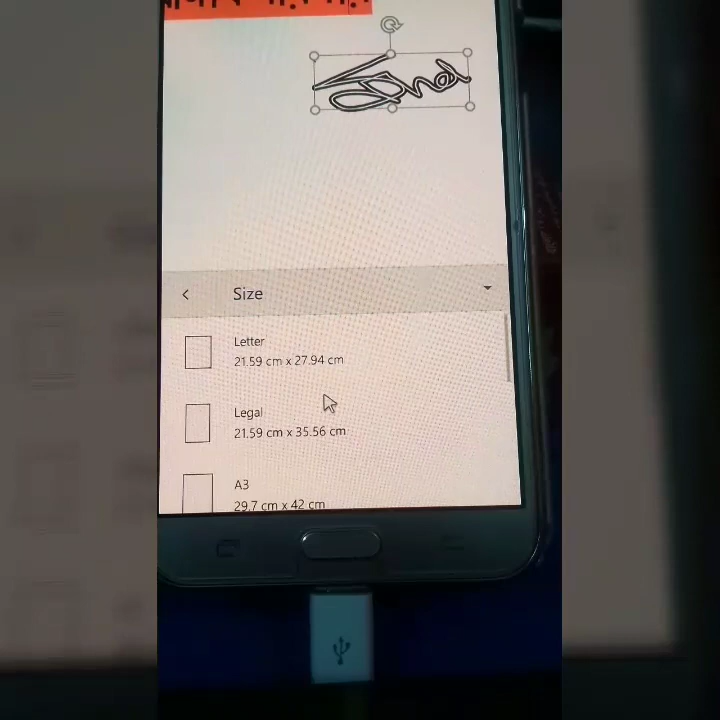 Size
Letter
21.59 cm x 27.94 cm
Legal
21.59 cm x 35.56 cm
A3
29.7 cm x 42 cm